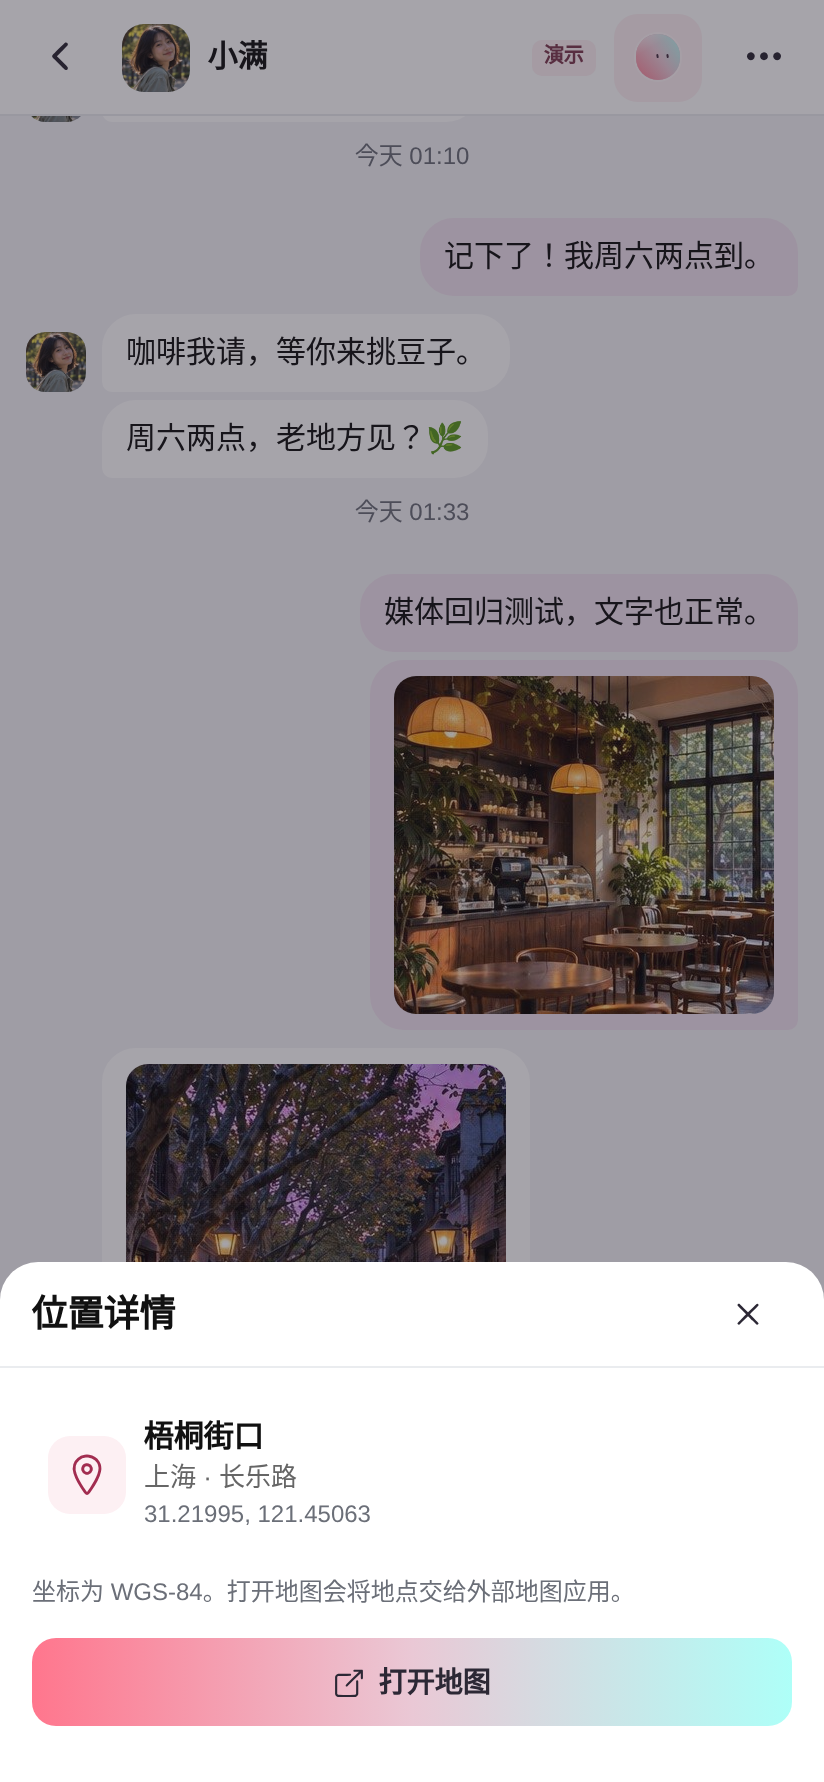 小满
演示
今天 01:10
记下了！我周六两点到。
咖啡我请，等你来挑豆子。
周六两点，老地方见？🌿
今天 01:33
媒体回归测试，文字也正常。
位置详情
梧桐街口
上海 · 长乐路
31.21995, 121.45063
坐标为 WGS-84。打开地图会将地点交给外部地图应用。
打开地图